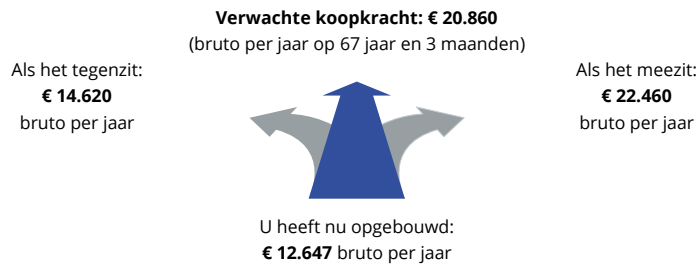 Verwachte koopkracht: € 20.860
(bruto per jaar op 67 jaar en 3 maanden)
Als het tegenzit:
€ 14.620
bruto per jaar
Als het meezit:
€ 22.460
bruto per jaar
U heeft nu opgebouwd:
€ 12.647 bruto per jaar